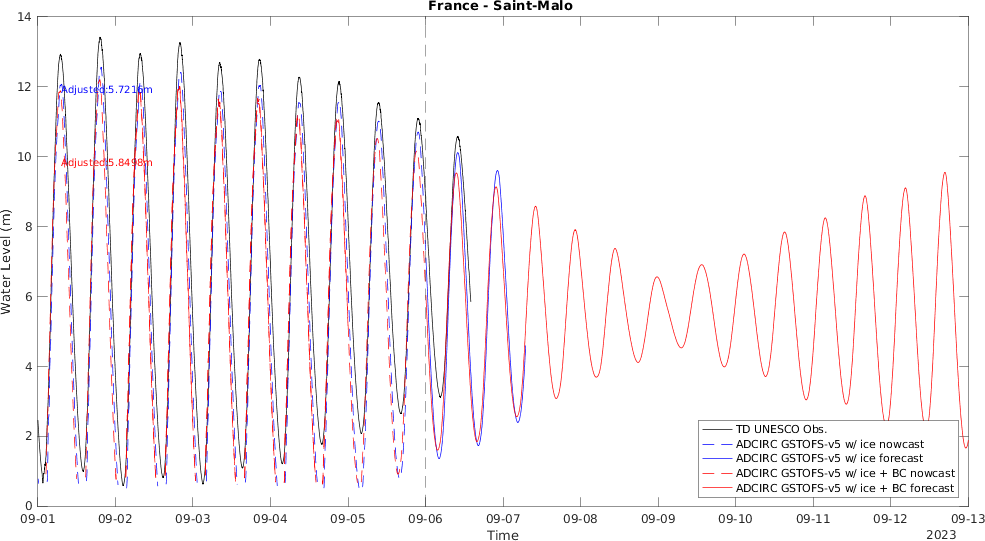 France - Saint-Malo
14
12
10
8
6
4
2
0
Water Level (m)
Adjusted:5.7216m
Adjusted:5.8498m
TD UNESCO Obs.
ADCIRC GSTOFS-v5 w/ ice nowcast
ADCIRC GSTOFS-v5 w/ ice forecast
ADCIRC GSTOFS-v5 w/ ice + BC nowcast
ADCIRC GSTOFS-v5 w/ ice + BC forecast
09-01 09-02 09-03 09-04 09-05 09-06 09-07 09-08 09-09 09-10 09-11 09-12 09-13
Time
2023